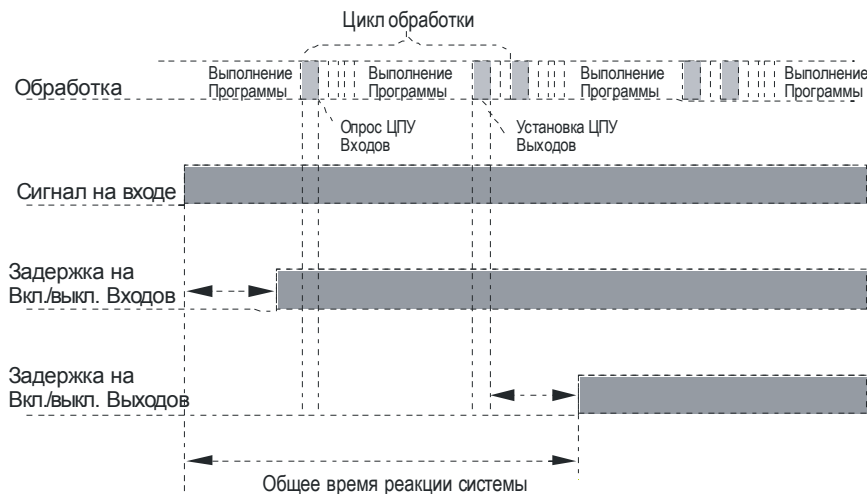 Цикл обработки
Обработка
Выполнение
Программы
Выполнение
Программы
Выполнение
Программы
Выполнение
Программы
Опрос ЦПУ
Входов
Установка ЦПУ
Выходов
Сигнал на входе
Задержка на
Вкл./выкл. Входов
Задержка на
Вкл./выкл. Выходов
Общее время реакции системы